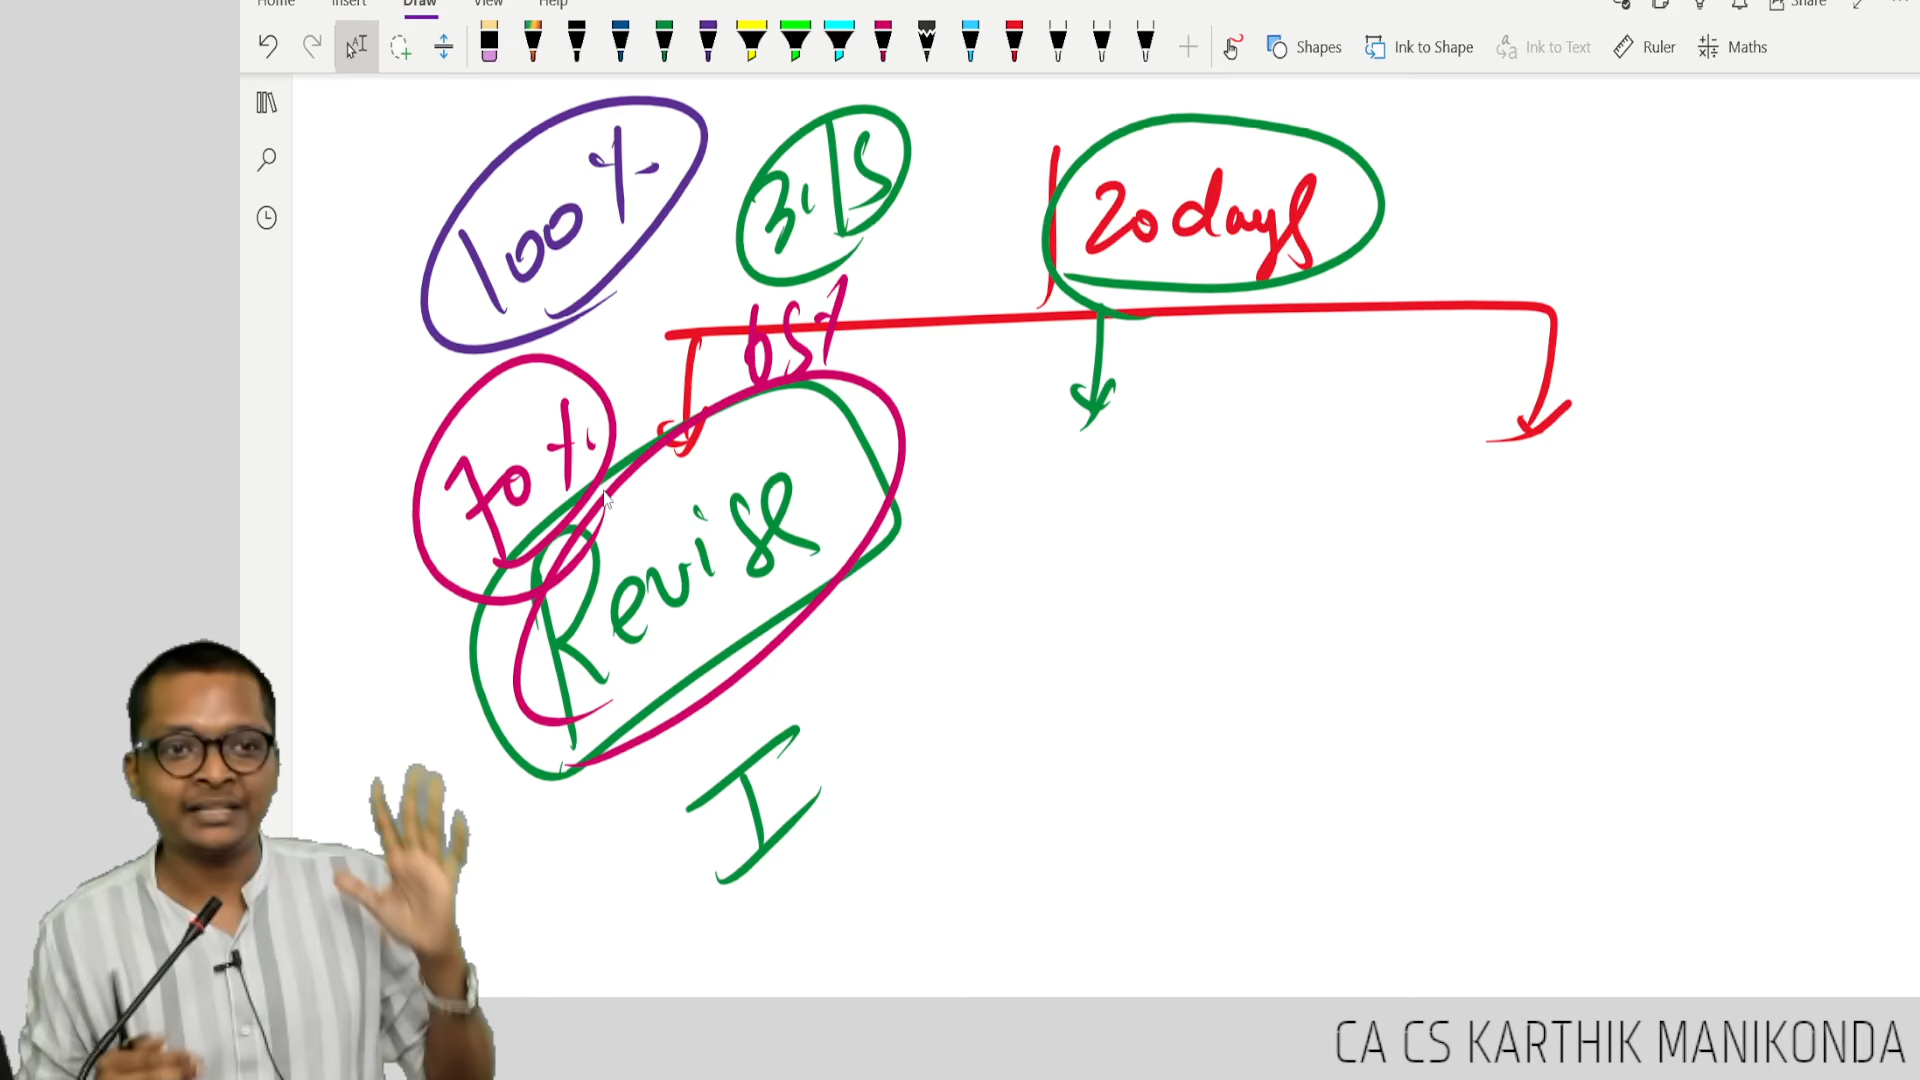 Home Insert Draw View Help Share
Shapes Ink to Shape Ink to Text Ruler Maths
100%
20 days
65%
70%
Revise
I
CA CS KARTHIK MANIKONDA